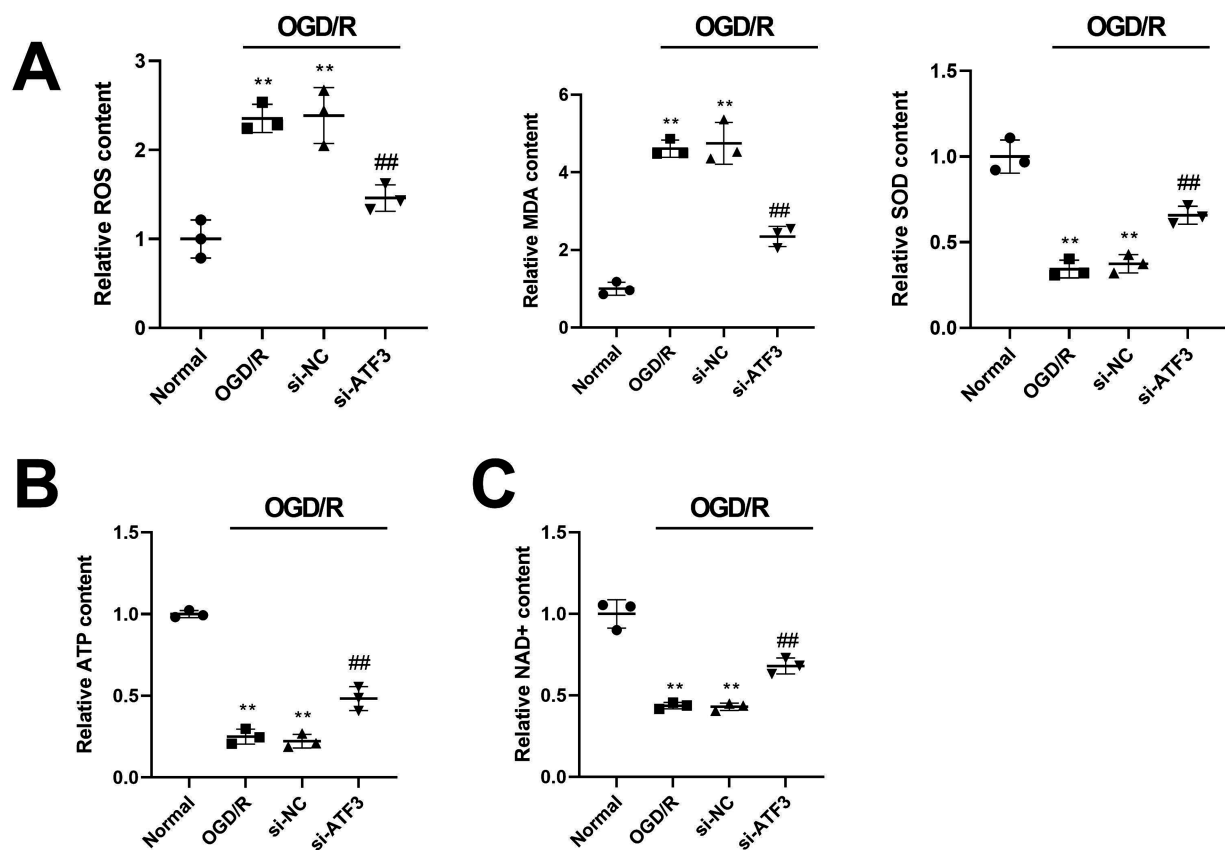 A
OGD/R
Relative ROS content
3
2
1
0
**
**
##
Normal
OGD/R
si-NC
si-ATF3
OGD/R
Relative MDA content
6
4
2
0
**
**
##
Normal
OGD/R
si-NC
si-ATF3
OGD/R
Relative SOD content
1.5
1.0
0.5
0.0
**
**
##
Normal
OGD/R
si-NC
si-ATF3
B
OGD/R
Relative ATP content
1.5
1.0
0.5
0.0
**
**
##
Normal
OGD/R
si-NC
si-ATF3
C
OGD/R
Relative NAD+ content
1.5
1.0
0.5
0.0
**
**
##
Normal
OGD/R
si-NC
si-ATF3